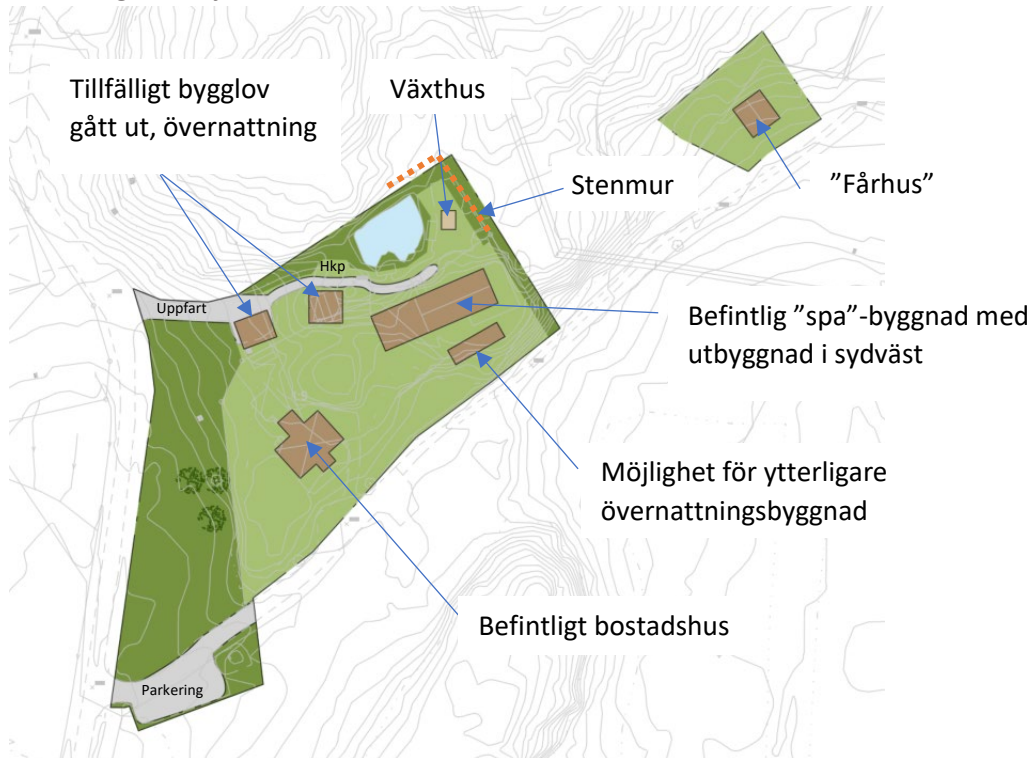 Tillfälligt bygglov
gått ut, övernattning
Växthus
Stenmur
”Fårhus”
Hkp
Uppfart
Befintlig ”spa”-byggnad med
utbyggnad i sydväst
Möjlighet för ytterligare
övernattningsbyggnad
Befintligt bostadshus
Parkering